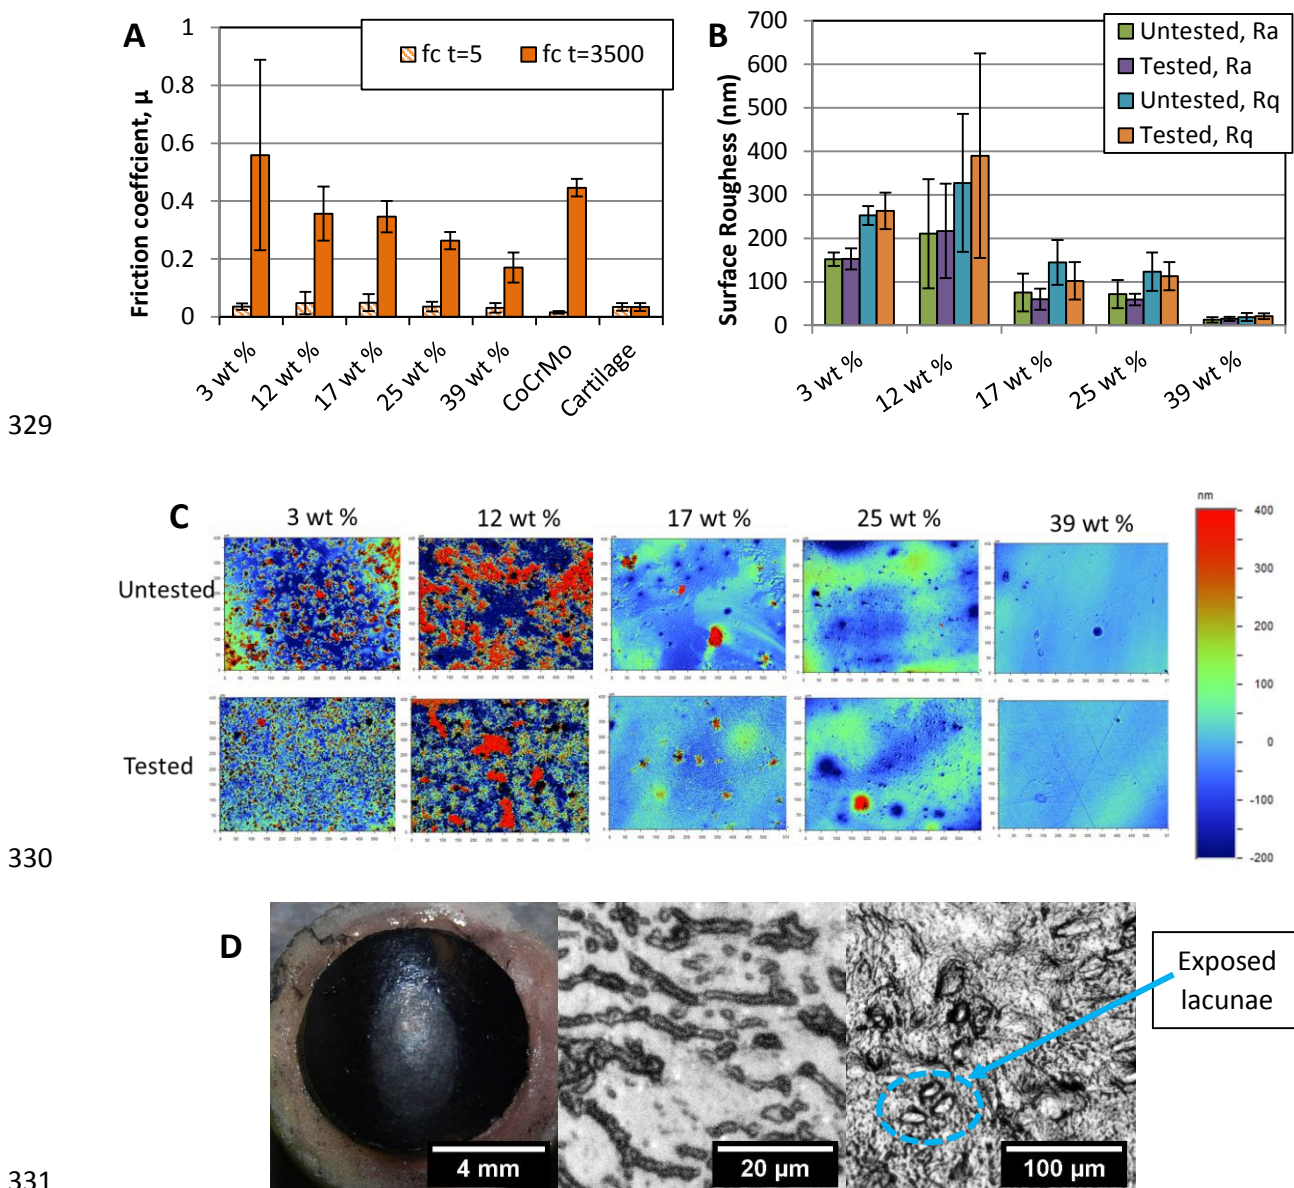 A
fc t=5 fc t=3500
Friction coeffcient, µ
1
0.8
0.6
0.4
0.2
0
3 wt %
12 wt %
17 wt %
25 wt %
39 wt %
CoCrMo
Cartilage
B
Untested, Ra
Tested, Ra
Untested, Rq
Tested, Rq
Surface Roughess (nm)
700
600
500
400
300
200
100
0
3 wt %
12 wt %
17 wt %
25 wt %
39 wt %
329
C
3 wt % 12 wt % 17 wt % 25 wt % 39 wt %
Untested
Tested
nm
400
300
200
100
0
-100
-200
330
D
4 mm
20 µm
100 µm
Exposed
lacunae
331